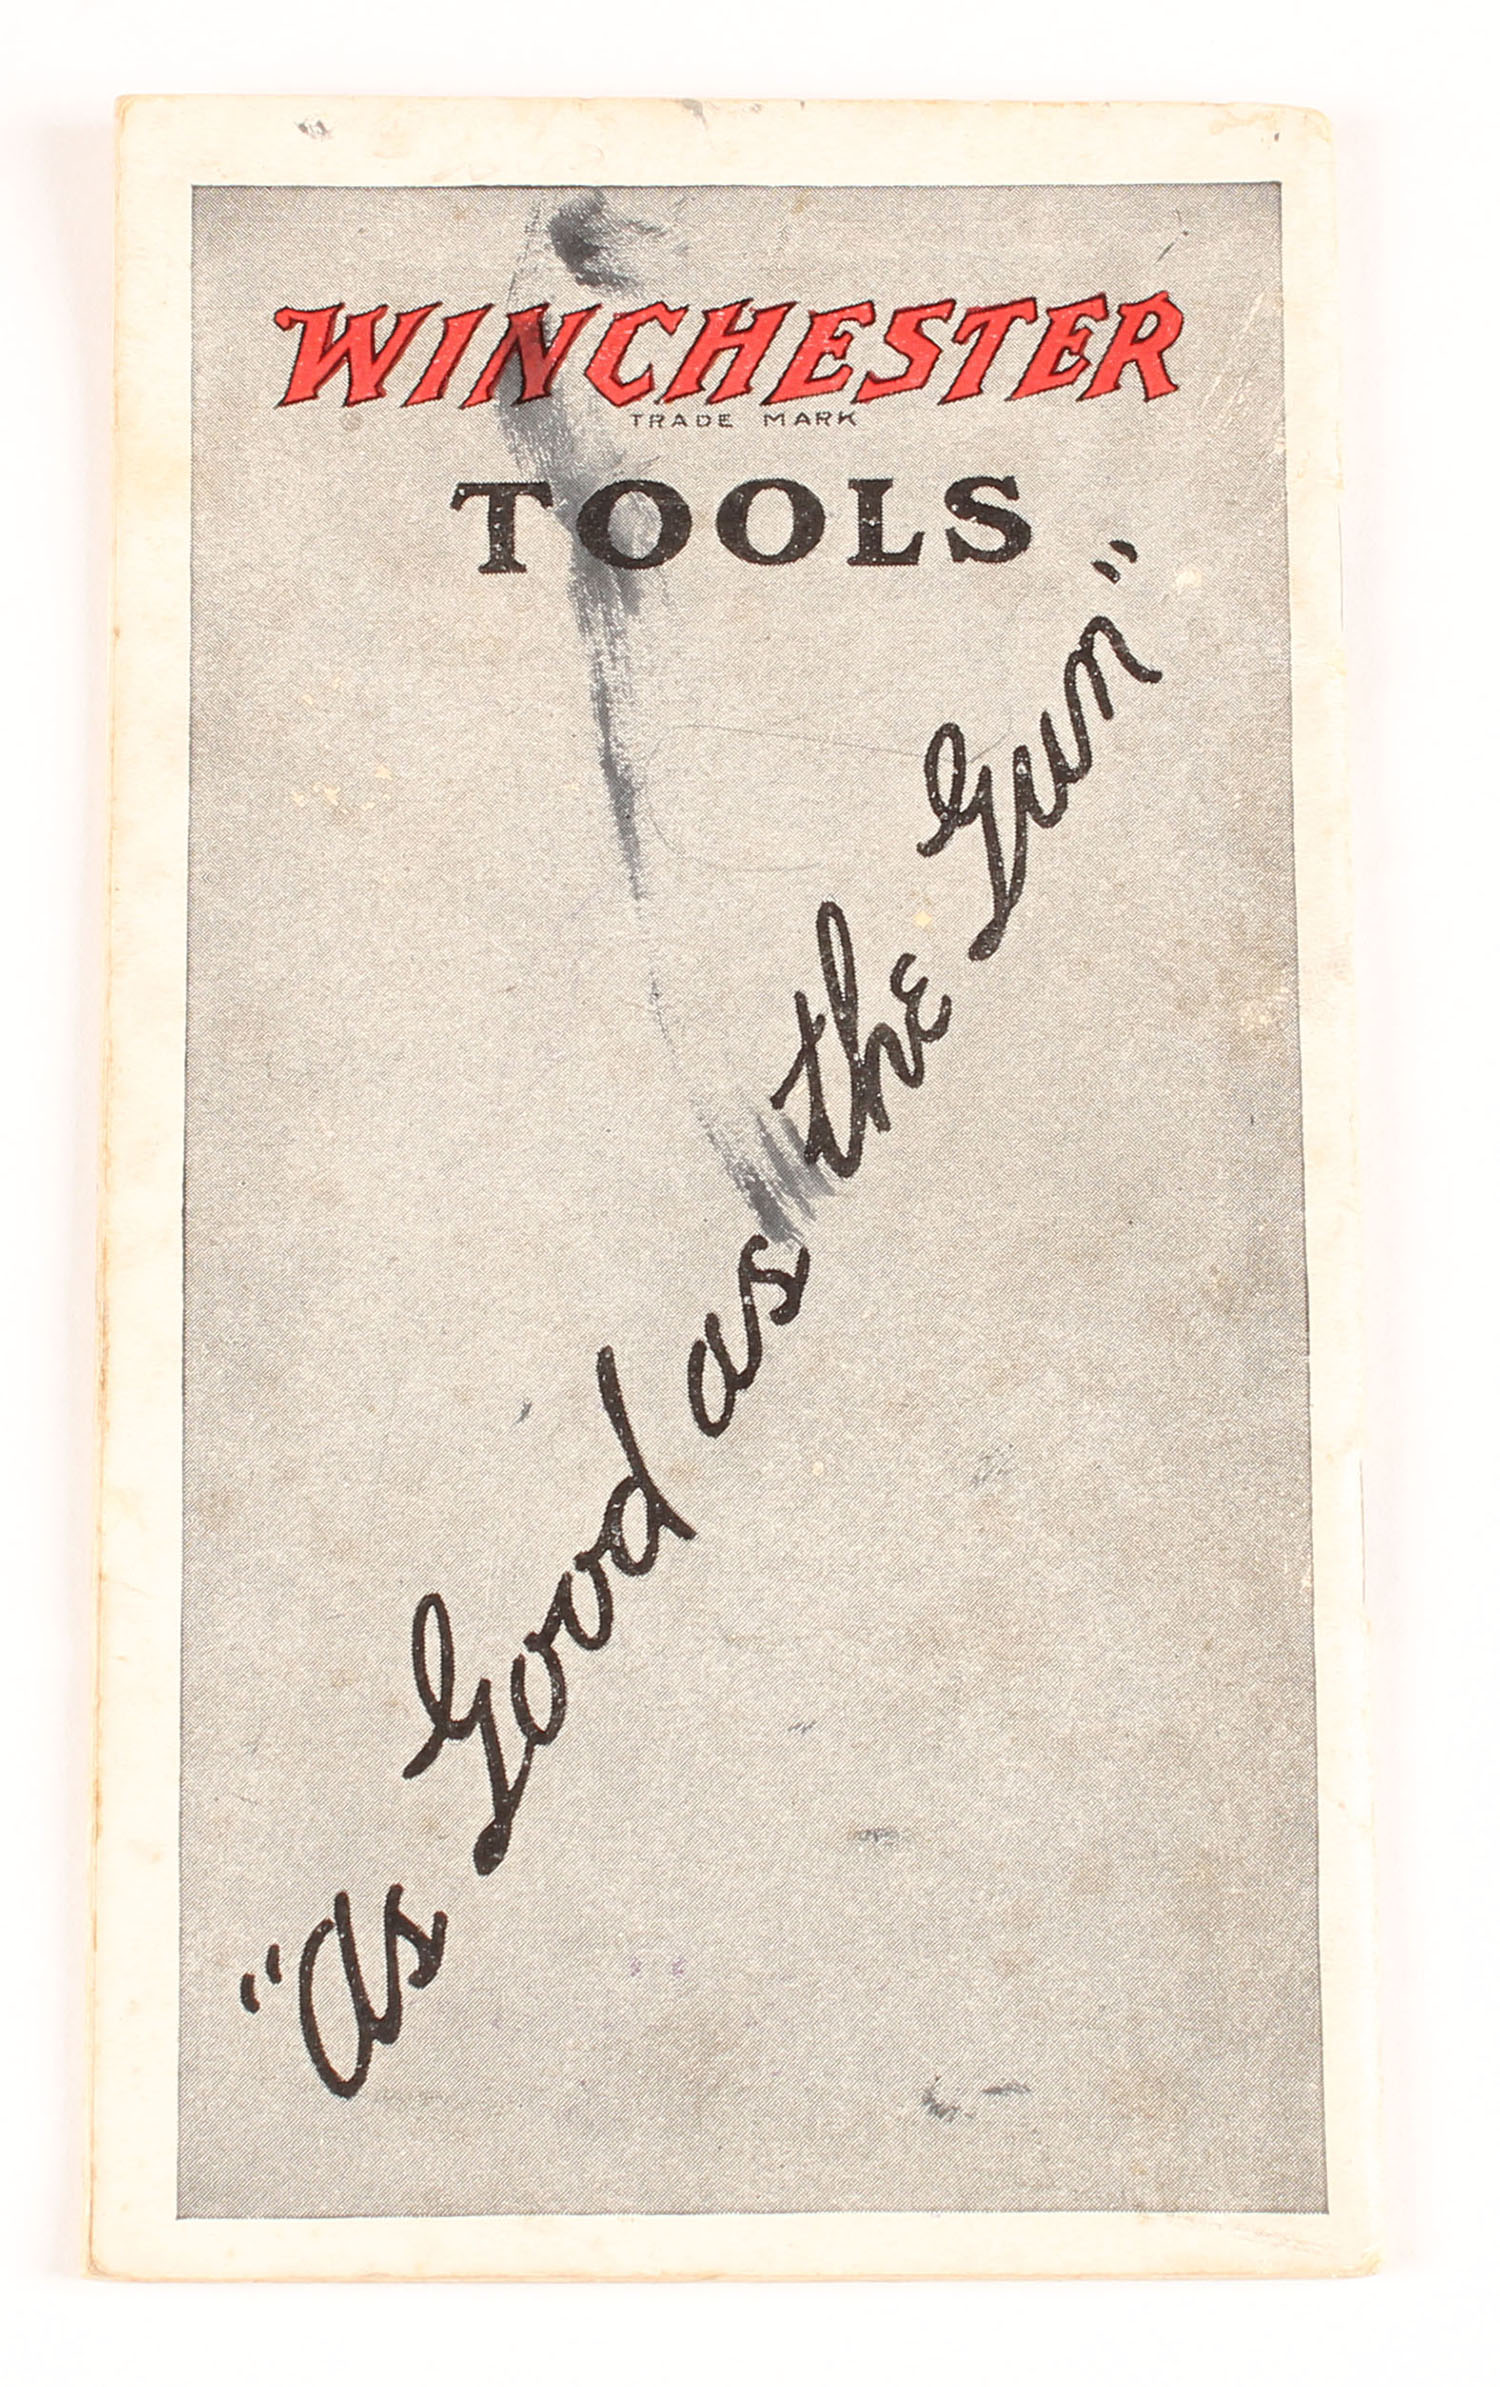 WINCHESTER
TRADE MARK
TOOLS
"As Good as the Gun"